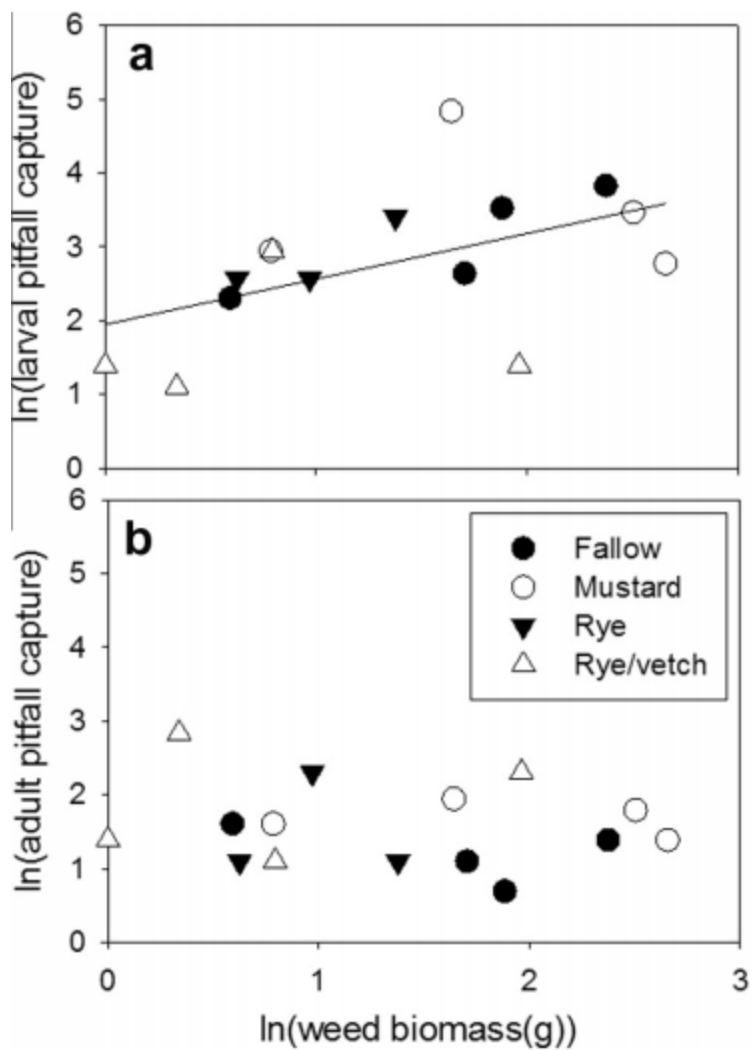 a
ln(larval pitfall capture)
6
5
4
3
2
1
0
b
ln(adult pitfall capture)
6
5
4
3
2
1
0
Fallow
Mustard
Rye
Rye/vetch
0 1 2 3
ln(weed biomass(g))